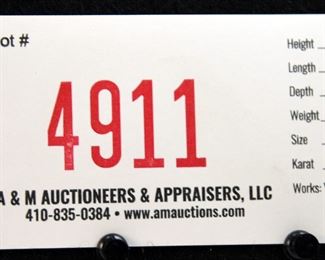 ot #
4911
A & M AUCTIONEERS & APPRAISERS, LLC
410-835-0384 • www.amauctions.com
Height
Length
Depth
Weight
Size
Karat
Works: